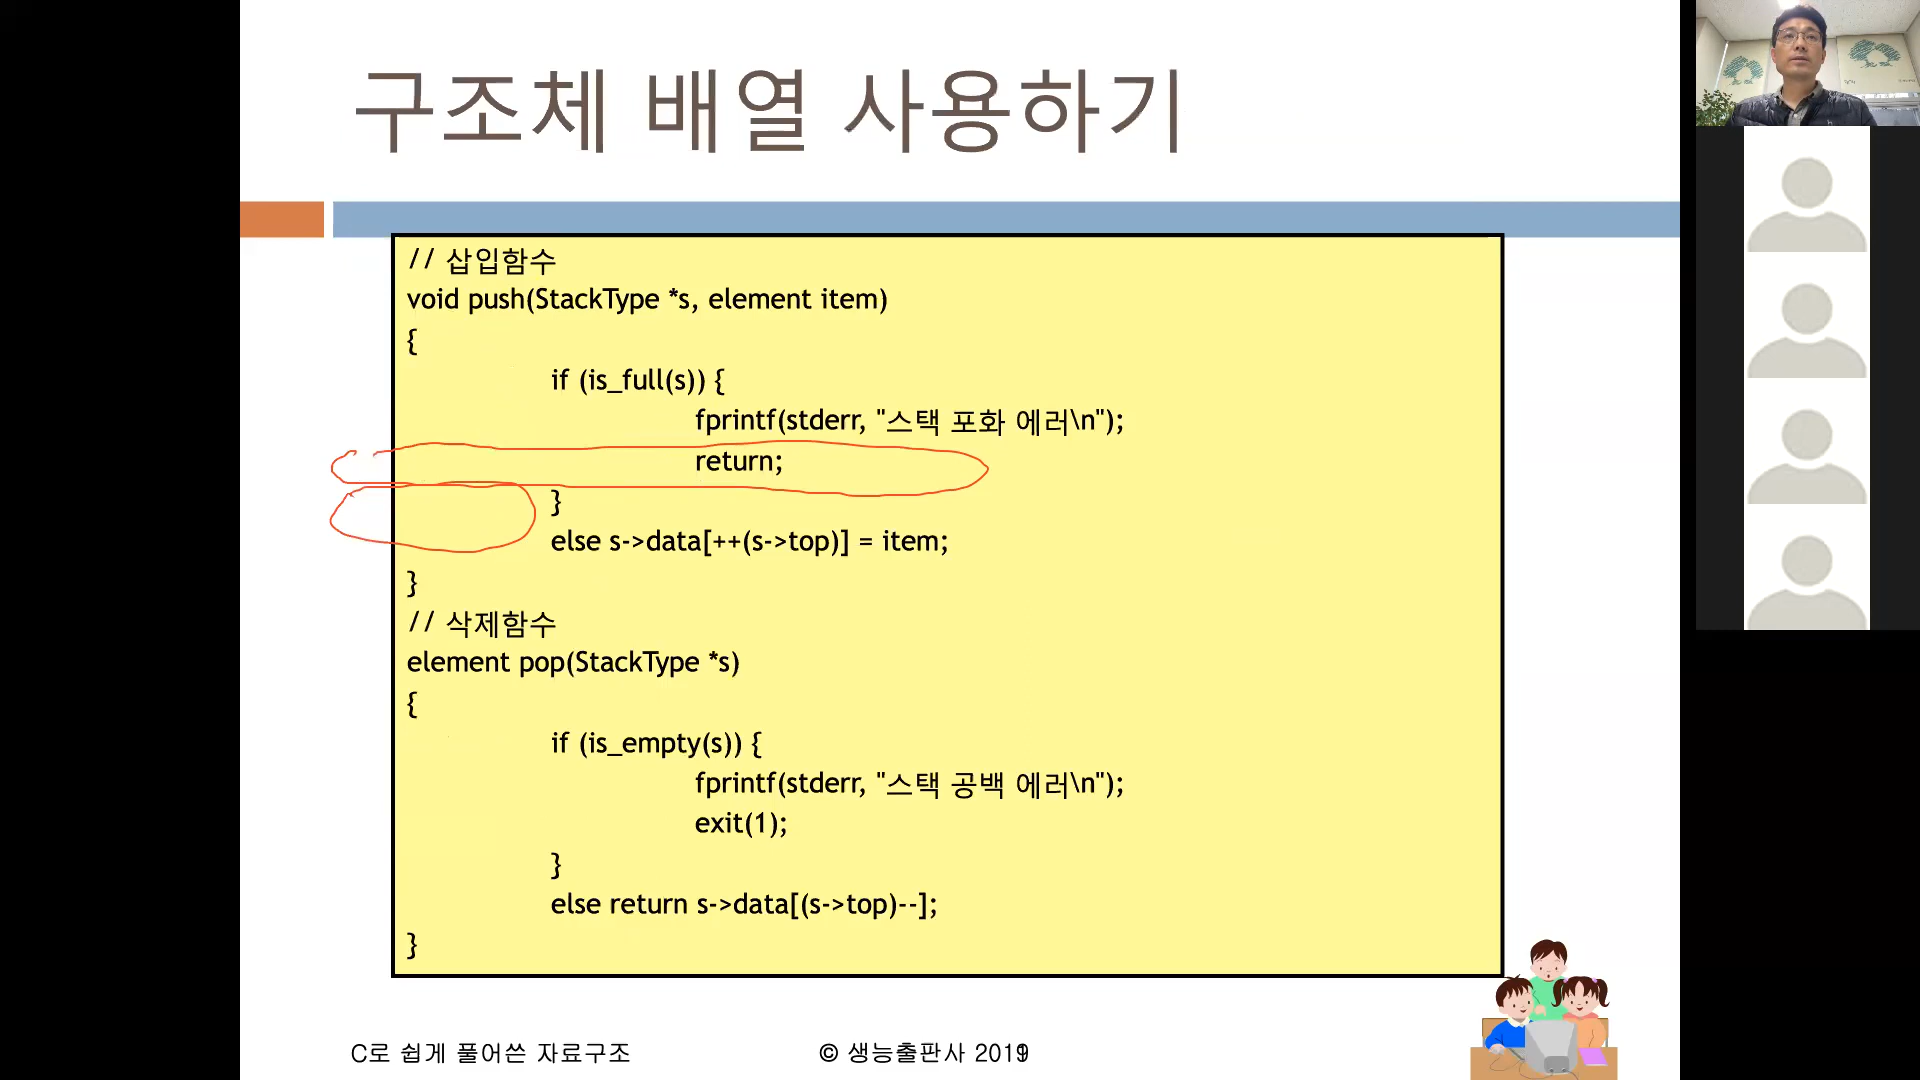 구조체 배열 사용하기
// 삽입함수
void push(StackType *s, element item)
{
if (is_full(s)) {
fprintf(stderr, "스택 포화 에러\n");
return;
}
else s->data[++(s->top)] = item;
}
// 삭제함수
element pop(StackType *s)
{
if (is_empty(s)) {
fprintf(stderr, "스택 공백 에러\n");
exit(1);
}
else return s->data[(s->top)--];
}
C로 쉽게 풀어쓴 자료구조
© 생능출판사 2019